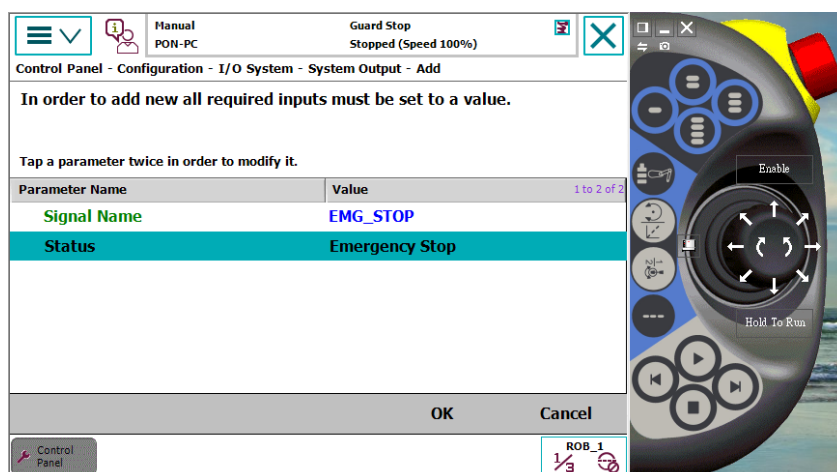 Manual
PON-PC
Guard Stop
Stopped (Speed 100%)
Control Panel - Configuration - I/O System - System Output - Add
In order to add new all required inputs must be set to a value.
Tap a parameter twice in order to modify it.
Parameter Name Value 1 to 2 of 2
Signal Name EMG_STOP
Status Emergency Stop
OK Cancel
Control
Panel
ROB_1
1/3
Enable
Hold To Run